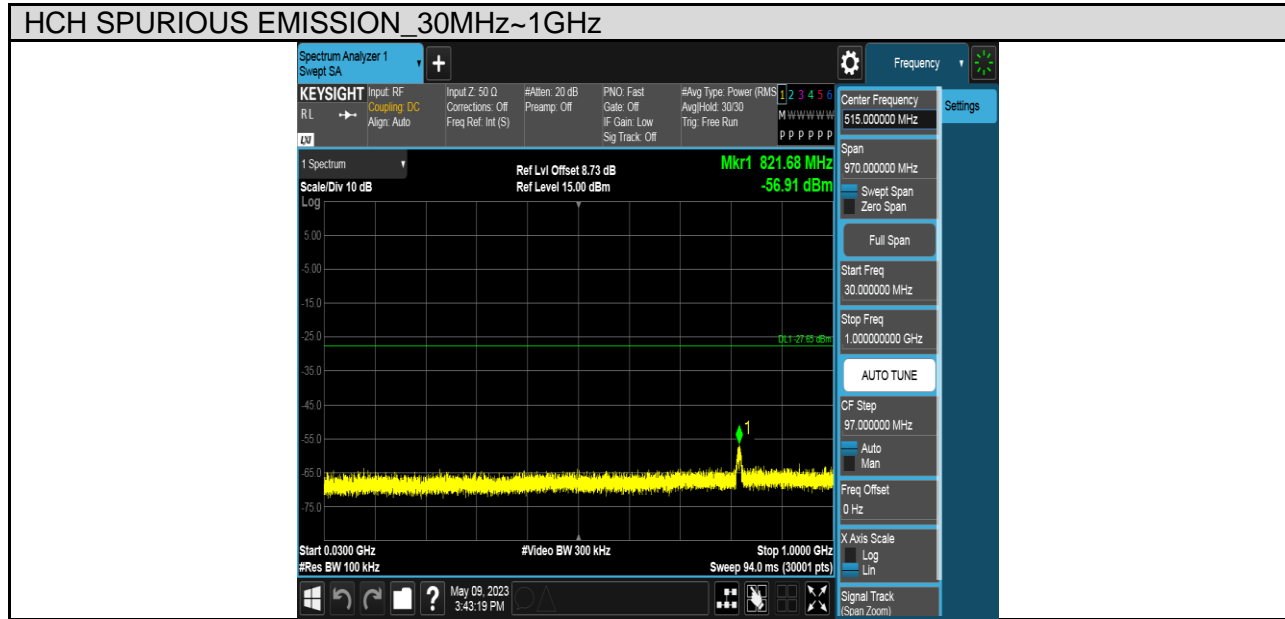 HCH SPURIOUS EMISSION_30MHz~1GHz
Spectrum Analyzer 1
Swept SA
+
Frequency
KEYSIGHT
RL
LXI
Input: RF
Coupling: DC
Align: Auto
Input Z: 50 Ω
Corrections: Off
Freq Ref: Int (S)
#Atten: 20 dB
Preamp: Off
PNO: Fast
Gate: Off
IF Gain: Low
Sig Track: Off
#Avg Type: Power (RMS
Avg|Hold: 30/30
Trig: Free Run
1 2 3 4 5 6
M W W W W W
P P P P P P
Center Frequency
515.000000 MHz
Settings
1 Spectrum
Scale/Div 10 dB
Log
Ref Lvl Offset 8.73 dB
Ref Level 15.00 dBm
Mkr1 821.68 MHz
-56.91 dBm
Span
970.000000 MHz
Swept Span
Zero Span
Full Span
Start Freq
30.000000 MHz
Stop Freq
1.000000000 GHz
AUTO TUNE
CF Step
97.000000 MHz
Auto
Man
Freq Offset
0 Hz
X Axis Scale
Log
Lin
Signal Track
(Span Zoom)
5.00
-5.00
-15.0
-25.0
DL1 -27.65 dBm
-35.0
-45.0
1
-55.0
-65.0
-75.0
Start 0.0300 GHz
#Video BW 300 kHz
Stop 1.0000 GHz
#Res BW 100 kHz
Sweep 94.0 ms (30001 pts)
?
May 09, 2023
3:43:19 PM